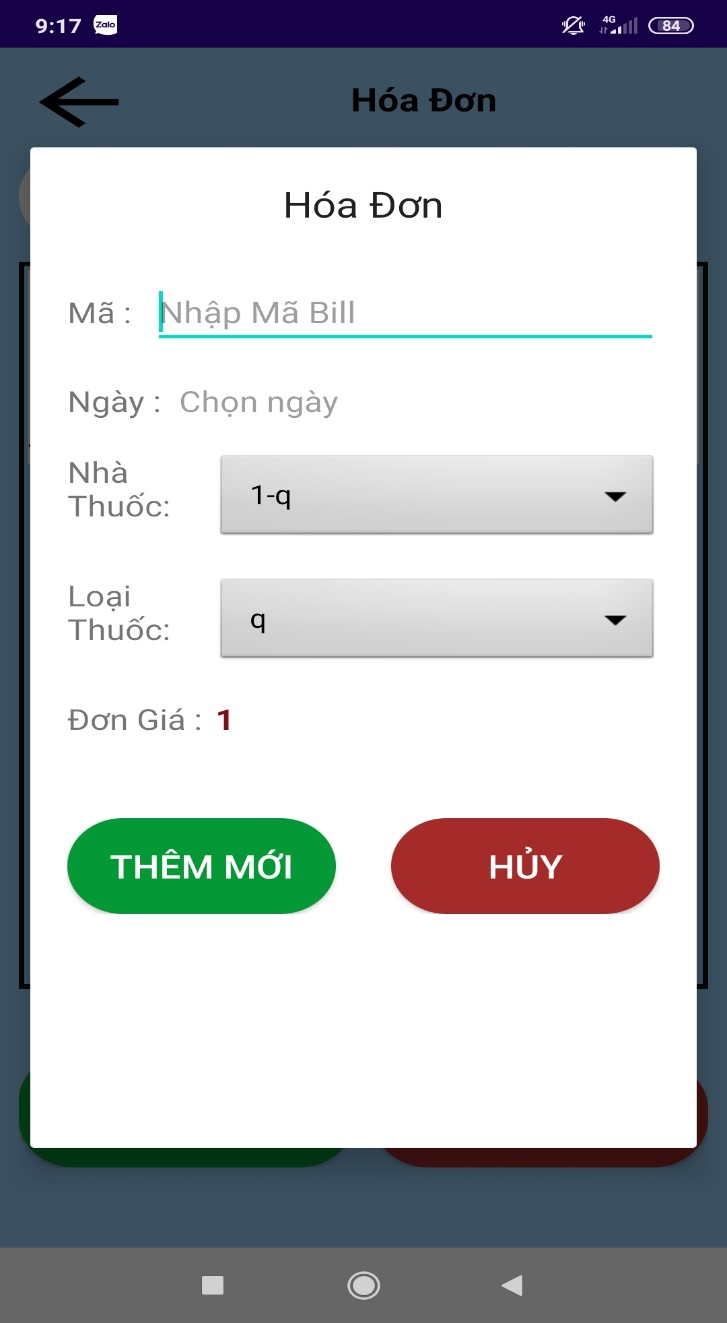 9:17 Zalo 4G 84
Hóa Đơn
Hóa Đơn
Mã : Nhập Mã Bill
Ngày : Chọn ngày
Nhà
Thuốc:
1-q
Loại
Thuốc:
q
Đơn Giá : 1
THÊM MỚI
HỦY